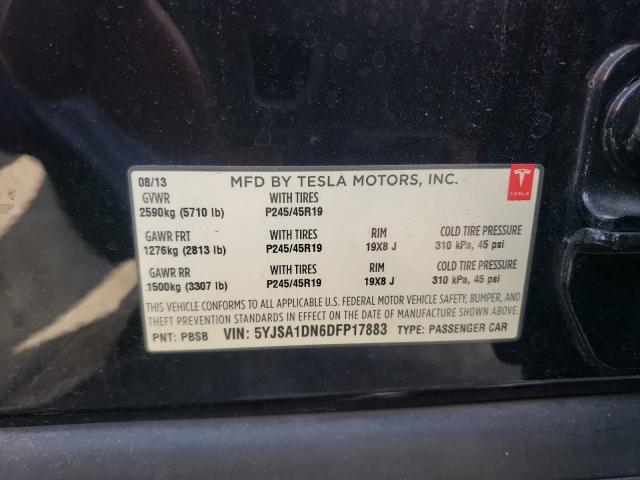 08/13 MFD BY TESLA MOTORS, INC.
GVWR WITH TIRES
2590kg (5710 lb) P245/45R19
GAWR FRT WITH TIRES RIM COLD TIRE PRESSURE
1276kg (2813 lb) P245/45R19 19X8 J 310 kPa, 45 psi
GAWR RR WITH TIRES RIM COLD TIRE PRESSURE
1500kg (3307 lb) P245/45R19 19X8 J 310 kPa, 45 psi
THIS VEHICLE CONFORMS TO ALL APPLICABLE U.S. FEDERAL MOTOR VEHICLE SAFETY, BUMPER, AND
THEFT PREVENTION STANDARDS IN EFFECT ON THE DATE OF MANUFACTURE SHOWN ABOVE.
PNT: PBSB VIN: 5YJSA1DN6DFP17883 TYPE: PASSENGER CAR